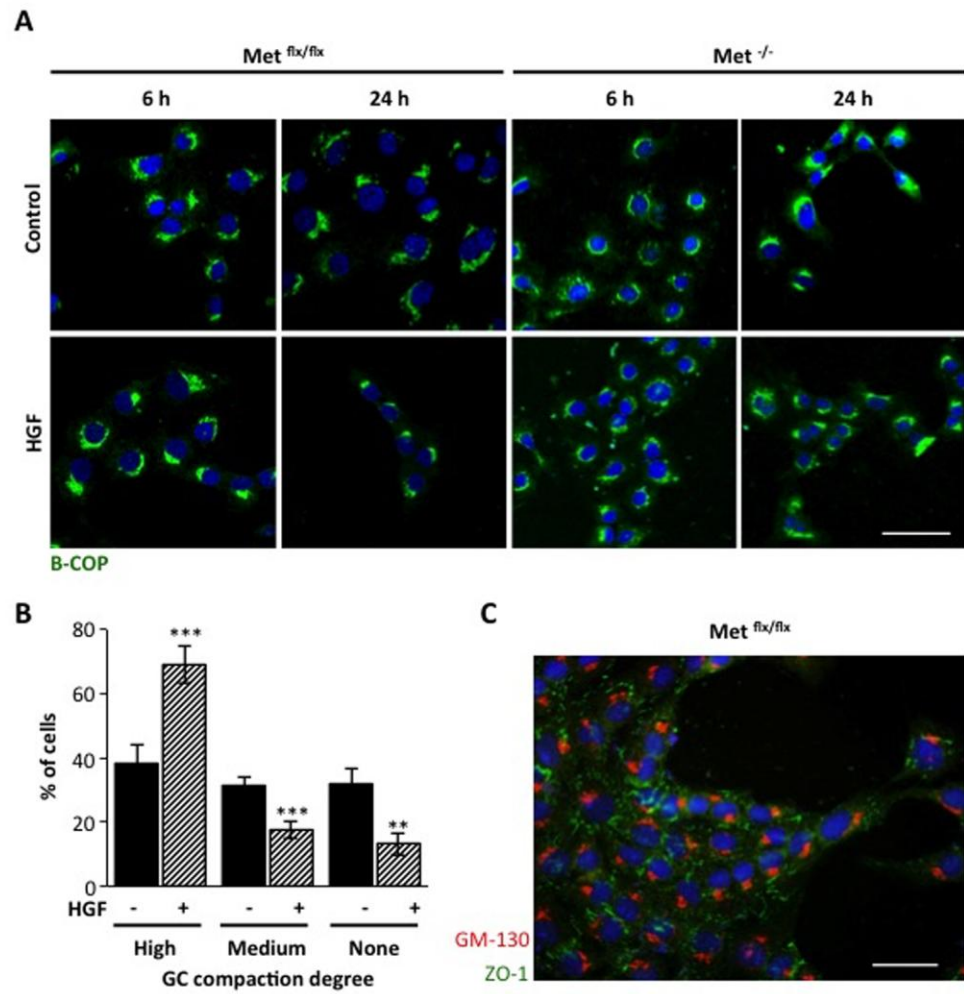 A
Met flx/flx Met -/-
6 h 24 h 6 h 24 h
Control
HGF
B-COP
B
80
60
40
20
0
% of cells
***
***
**
HGF - + - + - +
High Medium None
GC compaction degree
C
Met flx/flx
GM-130
ZO-1